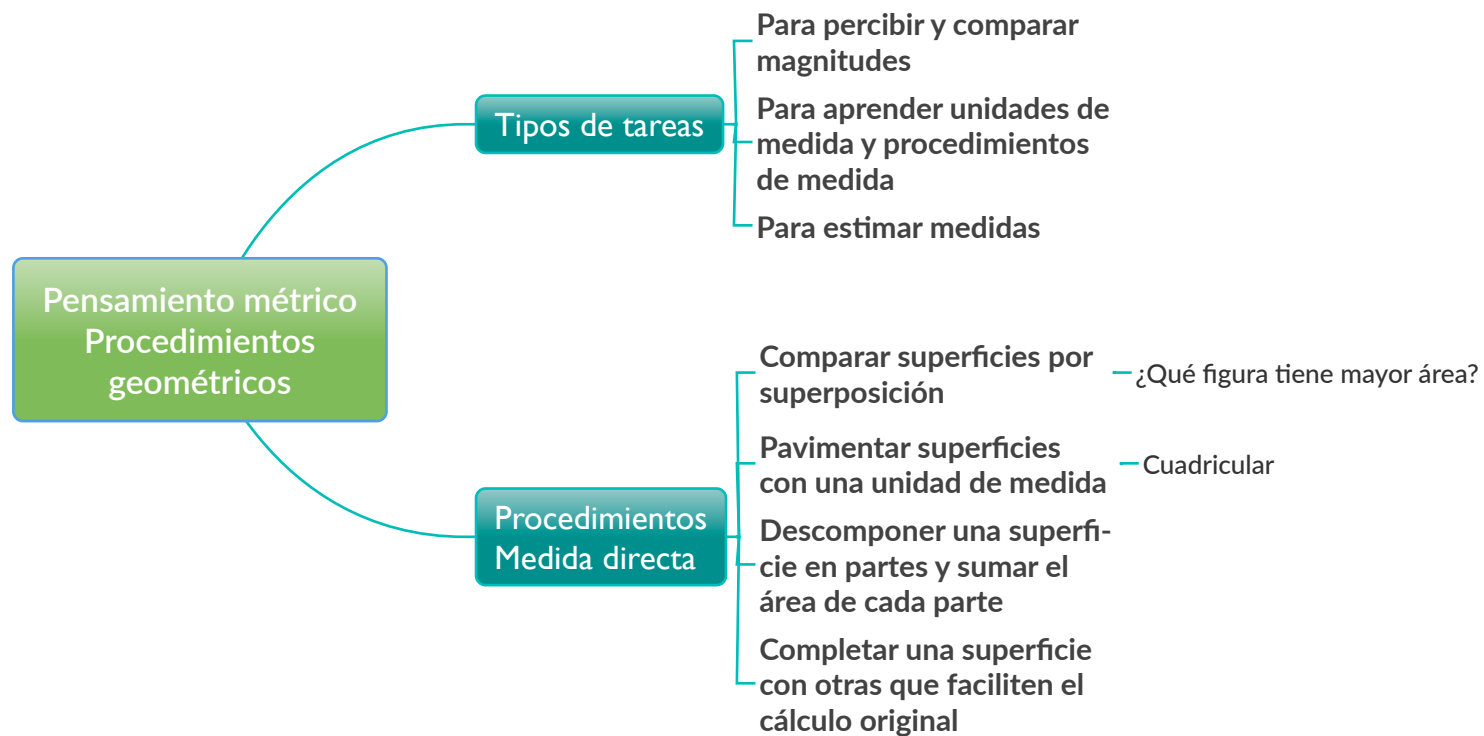 Pensamiento métrico
Procedimientos
geométricos
Tipos de tareas
Para percibir y comparar
magnitudes
Para aprender unidades de
medida y procedimientos
de medida
Para estimar medidas
Procedimientos
Medida directa
Comparar superficies por
superposición
¿Qué figura tiene mayor área?
Pavimentar superficies
con una unidad de medida
Cuadricular
Descomponer una superfi-
cie en partes y sumar el
área de cada parte
Completar una superficie
con otras que faciliten el
cálculo original